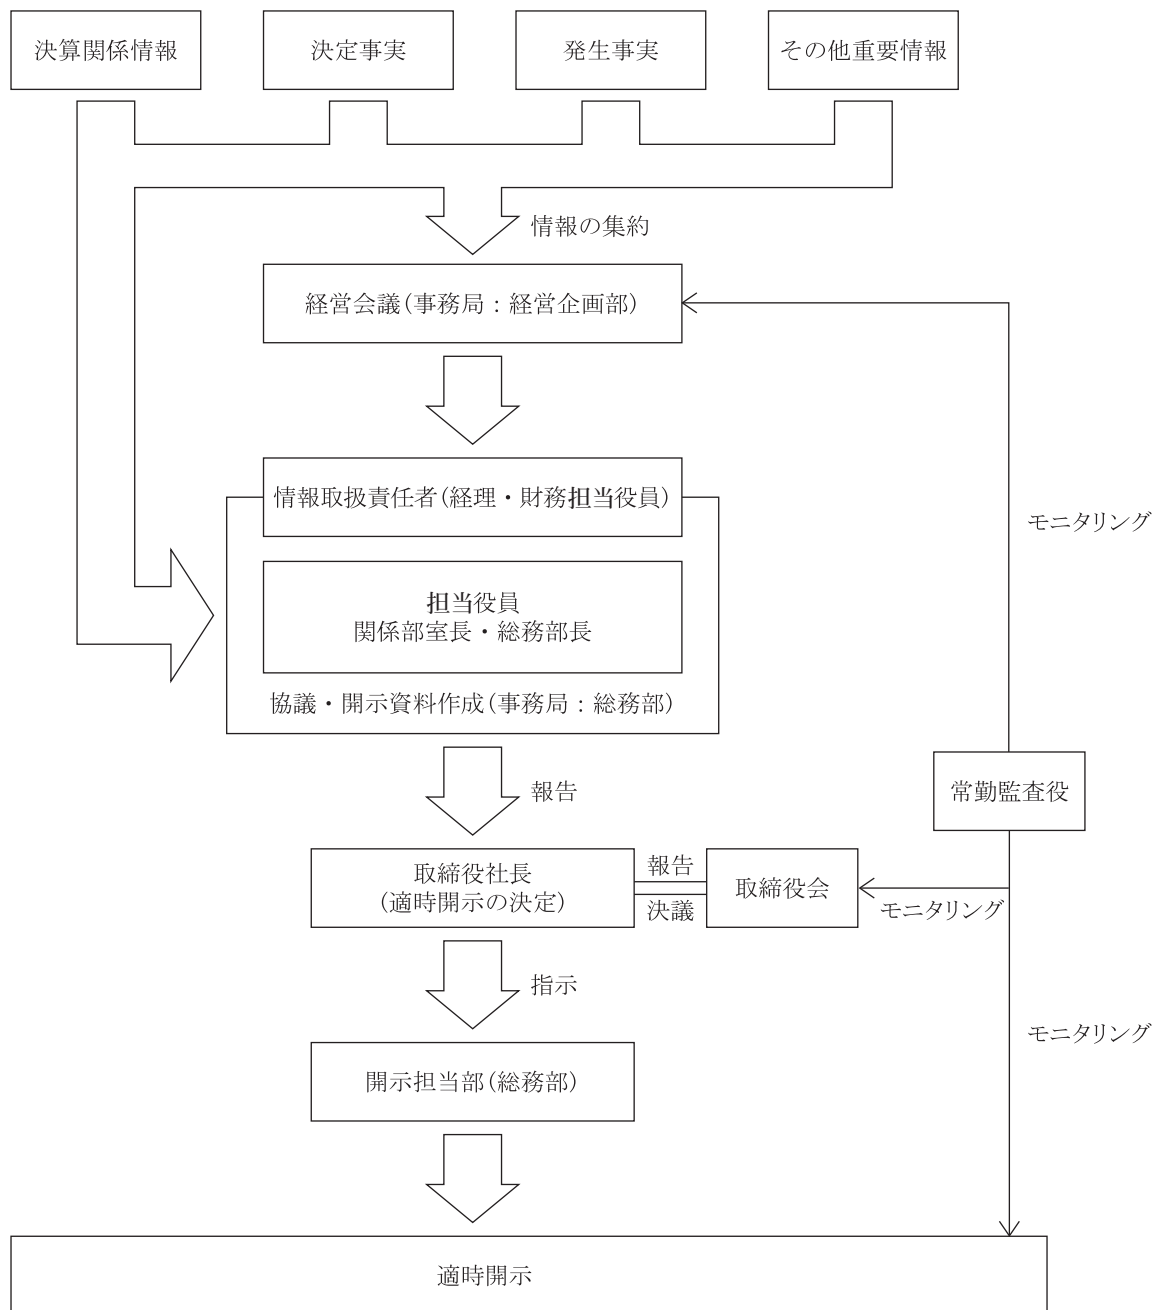 決算関係情報
決定事実
発生事実
その他重要情報
情報の集約
経営会議(事務局：経営企画部)
情報取扱責任者(経理・財務担当役員)
モニタリング
担当役員
関係部室長・総務部長
協議・開示資料作成(事務局：総務部)
報告
常勤監査役
取締役社長
(適時開示の決定)
報告
決議
取締役会
モニタリング
指示
モニタリング
開示担当部(総務部)
適時開示